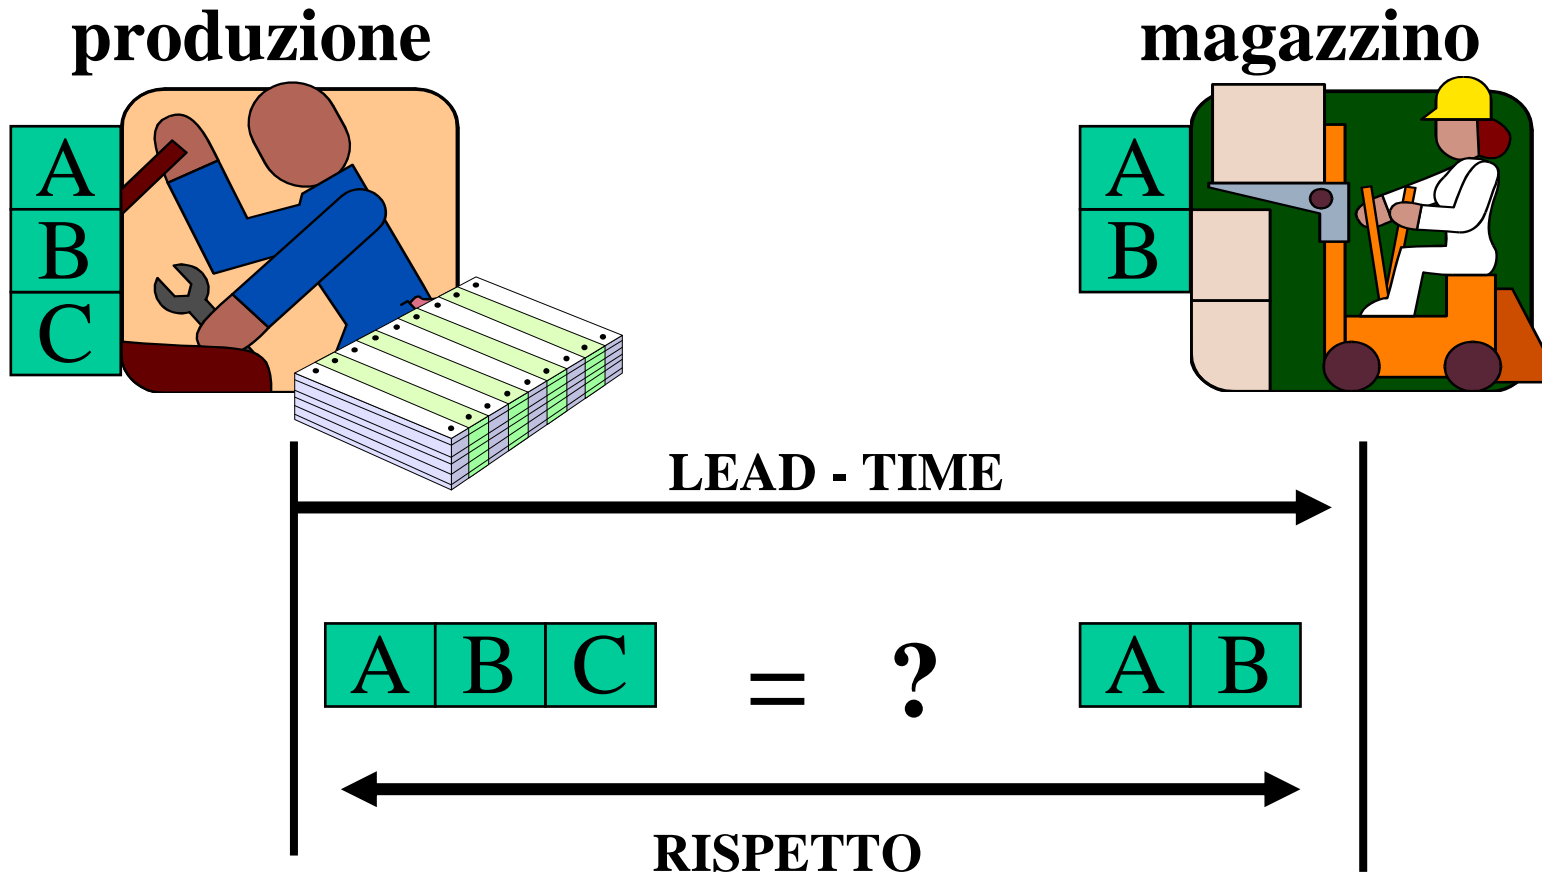 produzione
magazzino
A
B
C
A
B
LEAD - TIME
A B C = ? A B
RISPETTO